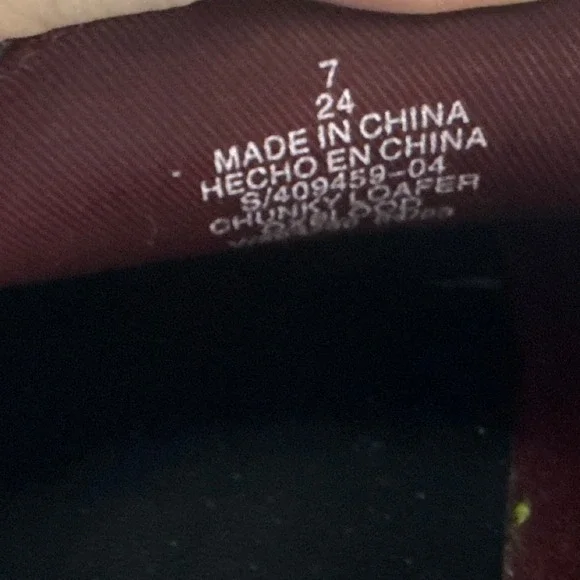 7
24
MADE IN CHINA
HECHO EN CHINA
S/409459-04
CHUNKY LOAFER